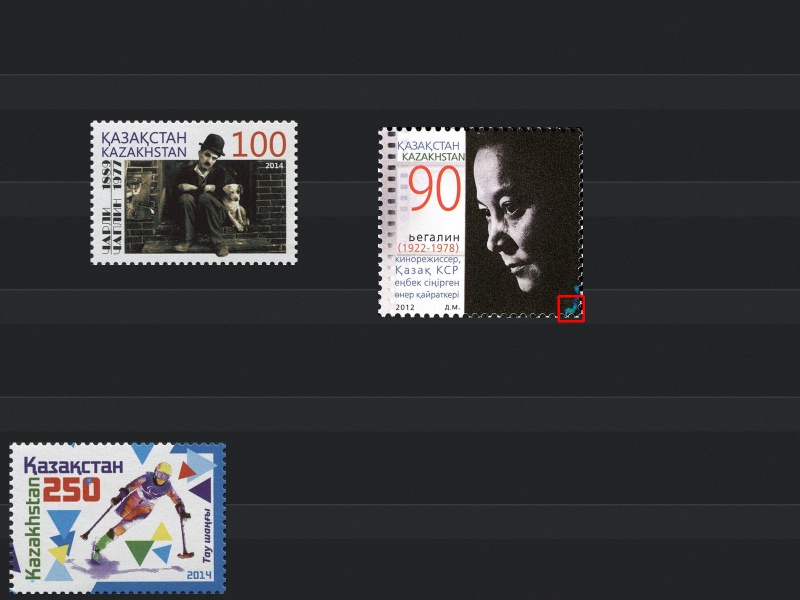 ҚАЗАҚСТАН
KAZAKHSTAN
100
2014
ЧАРЛИ 1889
ЧАПЛИН 1977
ҚАЗАҚСТАН
KAZAKHSTAN
90
Бегалин
(1922-1978)
кинорежиссер,
Қазақ КСР
еңбек сіңірген
өнер қайраткері
2012 Д.М.
Қазақстан
Kazakhstan
250
Тау шаңғы
2014